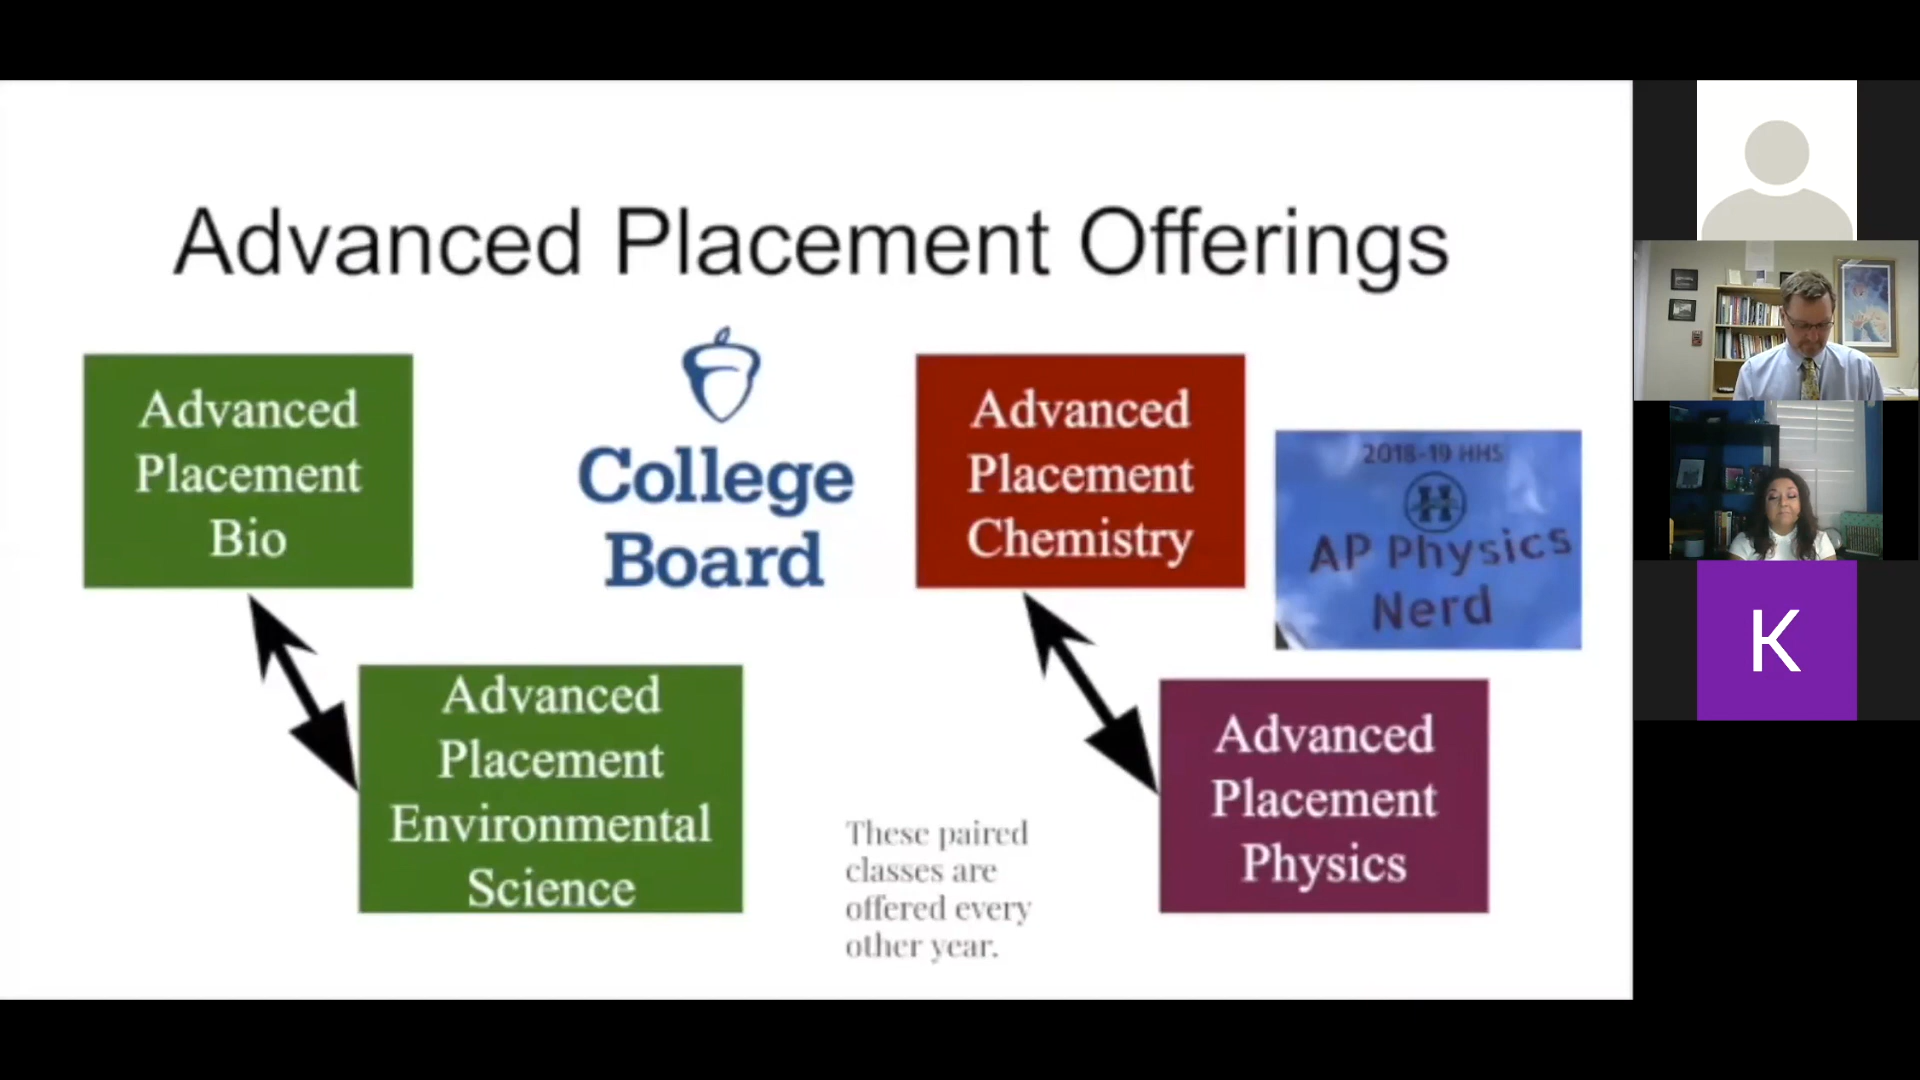 Advanced Placement Offerings
Advanced
Placement
Bio
College
Board
Advanced
Placement
Chemistry
2018-19 HHS
H
AP Physics
Nerd
Advanced
Placement
Environmental
Science
These paired
classes are
offered every
other year.
Advanced
Placement
Physics
K